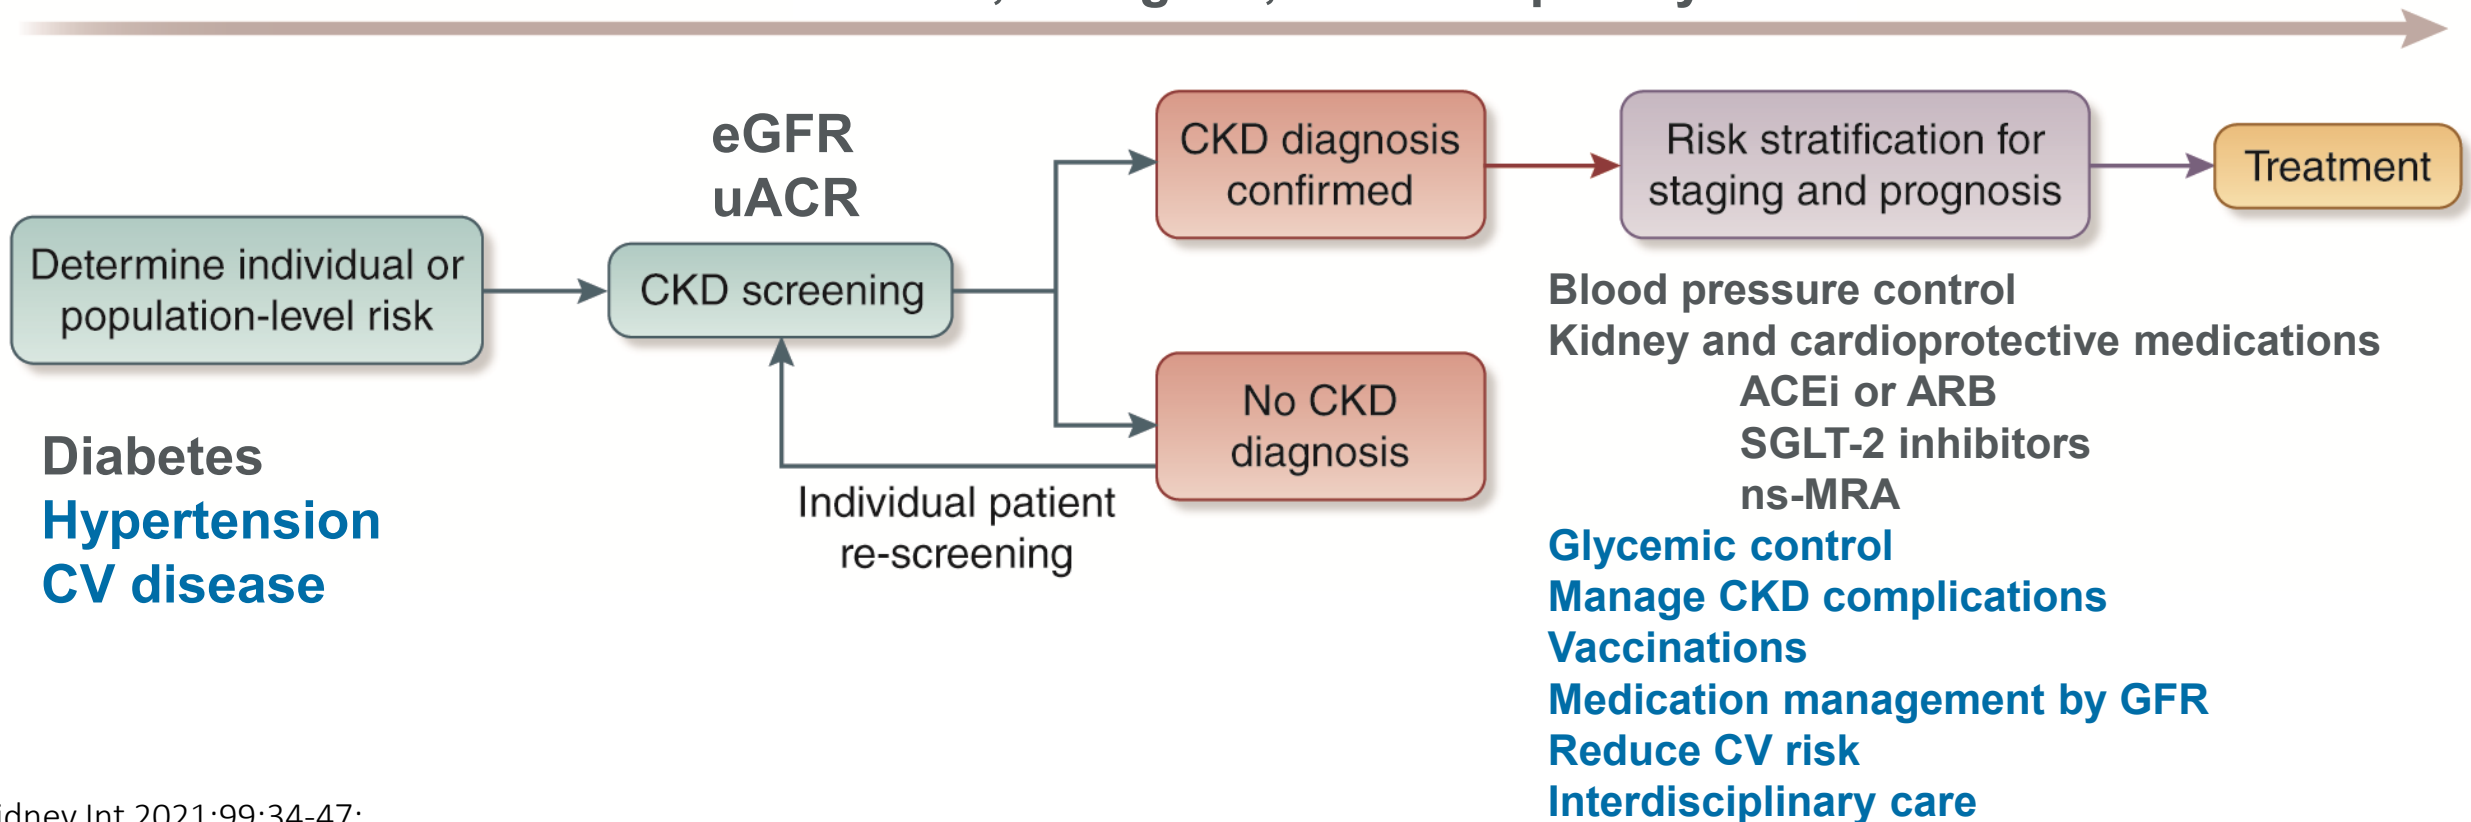 Determine individual or
population-level risk
Diabetes
Hypertension
CV disease
eGFR
uACR
CKD screening
Individual patient
re-screening
CKD diagnosis
confirmed
No CKD
diagnosis
Risk stratification for
staging and prognosis
Treatment
Blood pressure control
Kidney and cardioprotective medications
ACEi or ARB
SGLT-2 inhibitors
ns-MRA
Glycemic control
Manage CKD complications
Vaccinations
Medication management by GFR
Reduce CV risk
Interdisciplinary care
Int 2021;99:34-47;